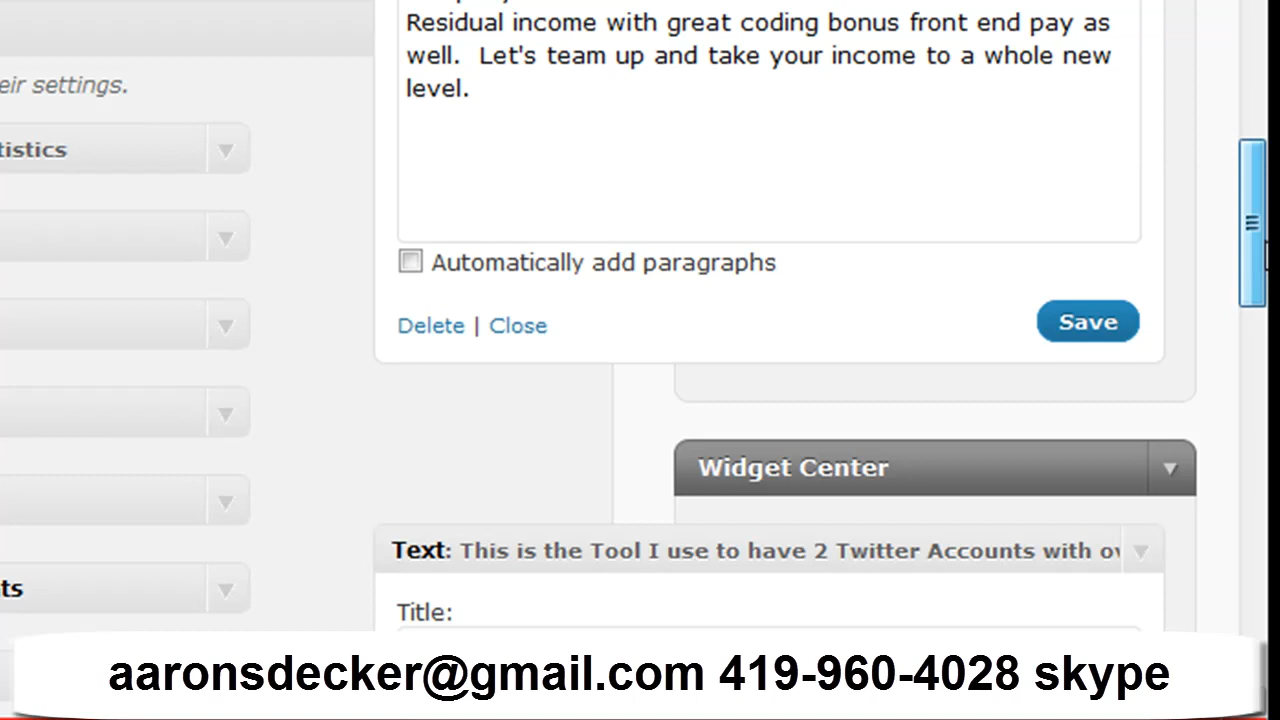 Residual income with great coding bonus front end pay as
well. Let's team up and take your income to a whole new
level.
eir settings.
tistics
Automatically add paragraphs
Delete | Close
Save
Widget Center
Text: This is the Tool I use to have 2 Twitter Accounts with ov
ts
Title:
aaronsdecker@gmail.com 419-960-4028 skype